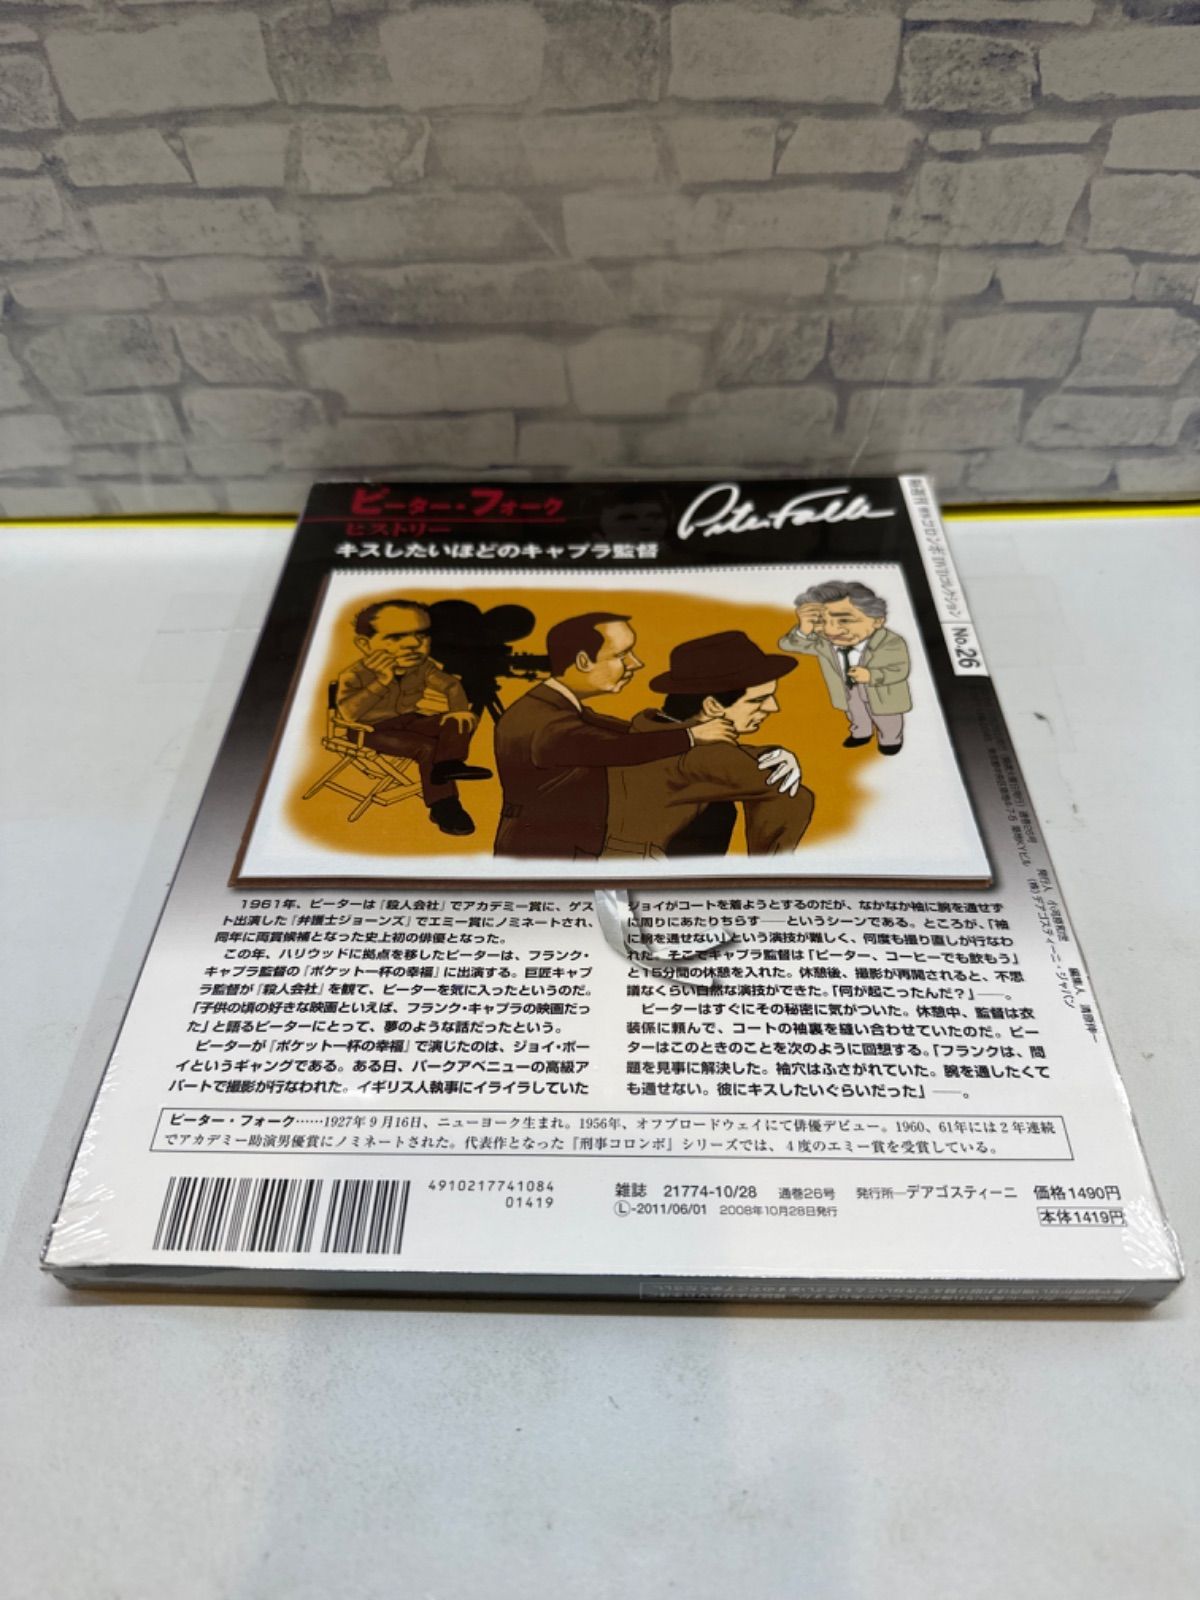 ピーター・フォーク
ヒストリー
Peter Falk
キスしたいほどのキャプラ監督
隔週刊 刑事コロンボDVDコレクション No.26
1961年、ピーターは『殺人会社』でアカデミー賞に、ゲス
ト出演した『弁護士ジョーンズ』でエミー賞にノミネートされ、
同年に両賞候補となった史上初の俳優となった。
この年、ハリウッドに拠点を移したピーターは、フランク・
キャプラ監督の『ポケット一杯の幸福』に出演する。巨匠キャプ
ラ監督が『殺人会社』を観て、ピーターを気に入ったというのだ。
「子供の頃の好きな映画といえば、フランク・キャプラの映画だっ
た」と語るピーターにとって、夢のような話だったという。
ピーターが『ポケット一杯の幸福』で演じたのは、ジョイ・ボー
イというギャングである。ある日、パークアベニューの高級ア
パートで撮影が行なわれた。イギリス人執事にイライラしていた
ジョイがコートを着ようとするのだが、なかなか袖に腕を通せず
に周りにあたりちらす——というシーンである。ところが、「袖
に腕を通せない」という演技が難しく、何度も撮り直しが行なわ
れた。そこでキャプラ監督は「ピーター、コーヒーでも飲もう」
と15分間の休憩を入れた。休憩後、撮影が再開されると、不思
議なくらい自然な演技ができた。「何が起こったんだ?」——。
ピーターはすぐにその秘密に気がついた。休憩中、監督は衣
装係に頼んで、コートの袖裏を縫い合わせていたのだ。ピー
ターはこのときのことを次のように回想する。「フランクは、問
題を見事に解決した。袖穴はふさがれていた。腕を通したくて
も通せない。彼にキスしたいぐらいだった」——。
ピーター・フォーク……1927年9月16日、ニューヨーク生まれ。1956年、オフブロードウェイにて俳優デビュー。1960、61年には2年連続
でアカデミー助演男優賞にノミネートされた。代表作となった『刑事コロンボ』シリーズでは、4度のエミー賞を受賞している。
4910217741084
01419
雑誌 21774-10/28 通巻26号 発行所—デアゴスティーニ 価格1490円
Ⓛ-2011/06/01 2008年10月28日発行 本体1419円